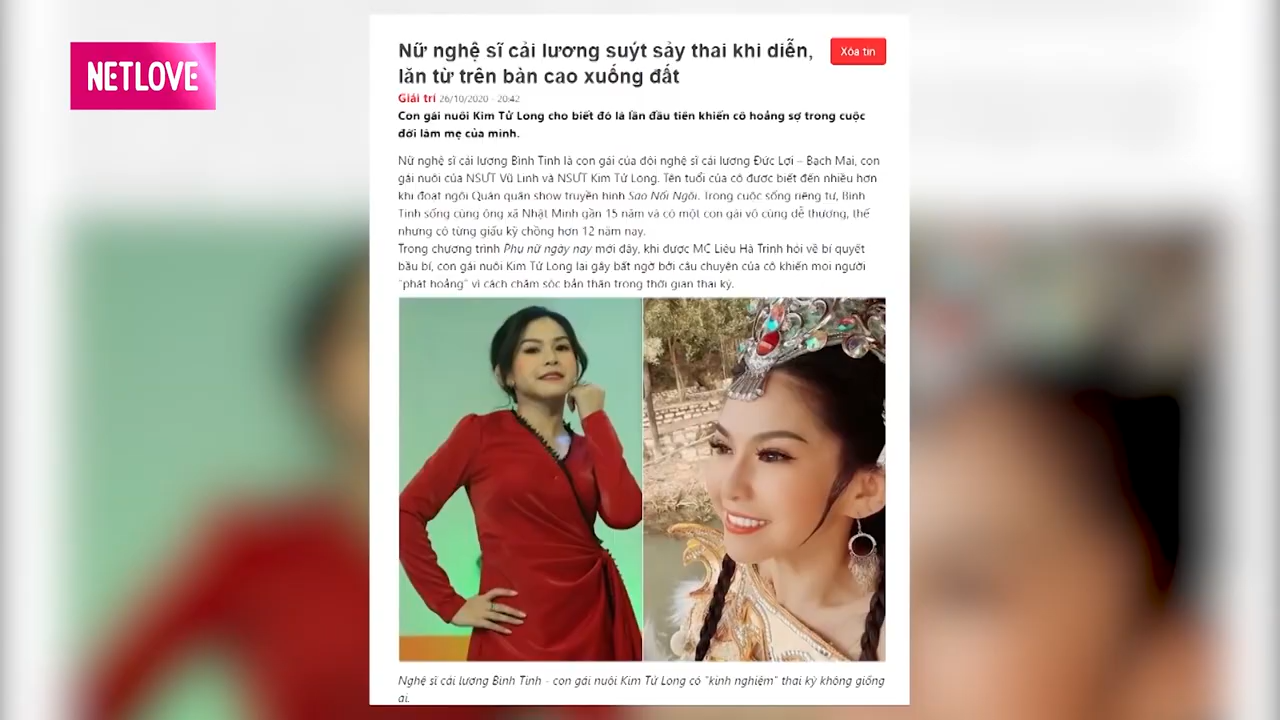 NETLOVE
Nữ nghệ sĩ cải lương suýt sảy thai khi diễn,
lăn từ trên bàn cao xuống đất
Xóa tin
Giải trí 26/10/2020 - 20:42
Con gái nuôi Kim Tử Long cho biết đó là lần đầu tiên khiến cô hoảng sợ trong cuộc
đời làm mẹ của mình.
Nữ nghệ sĩ cải lương Bình Tinh là con gái của đôi nghệ sĩ cải lương Đức Lợi – Bạch Mai, con
gái nuôi của NSƯT Vũ Linh và NSƯT Kim Tử Long. Tên tuổi của cô được biết đến nhiều hơn
khi đoạt ngôi Quán quân show truyền hình Sao Nối Ngôi. Trong cuộc sống riêng tư, Bình
Tinh sống cùng ông xã Nhật Minh gần 15 năm và có một con gái vô cùng dễ thương, thế
nhưng cô từng giấu kỳ chồng hơn 12 năm nay.
Trong chương trình Phụ nữ ngày nay mới đây, khi được MC Liêu Hà Trinh hỏi về bí quyết
bầu bí, con gái nuôi Kim Tử Long lại gây bất ngờ bởi câu chuyện của cô khiến mọi người
"phát hoảng" vì cách chăm sóc bản thân trong thời gian thai kỳ.
Nghệ sĩ cải lương Bình Tinh - con gái nuôi Kim Tử Long có "kinh nghiệm" thai kỳ không giống
ai.